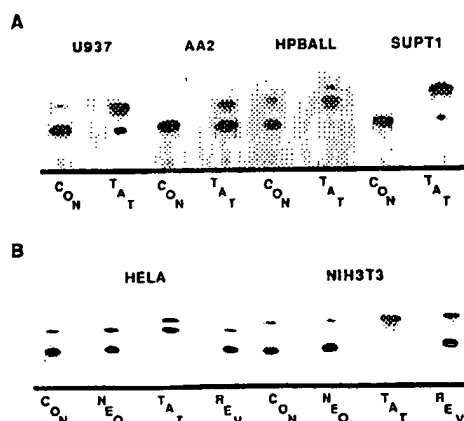 A
U937 AA2 HPBALL SUPT1
CON TAT CON TAT CON TAT CON TAT
B
HELA NIH3T3
CON NEO TAT REV CON NEO TAT REV